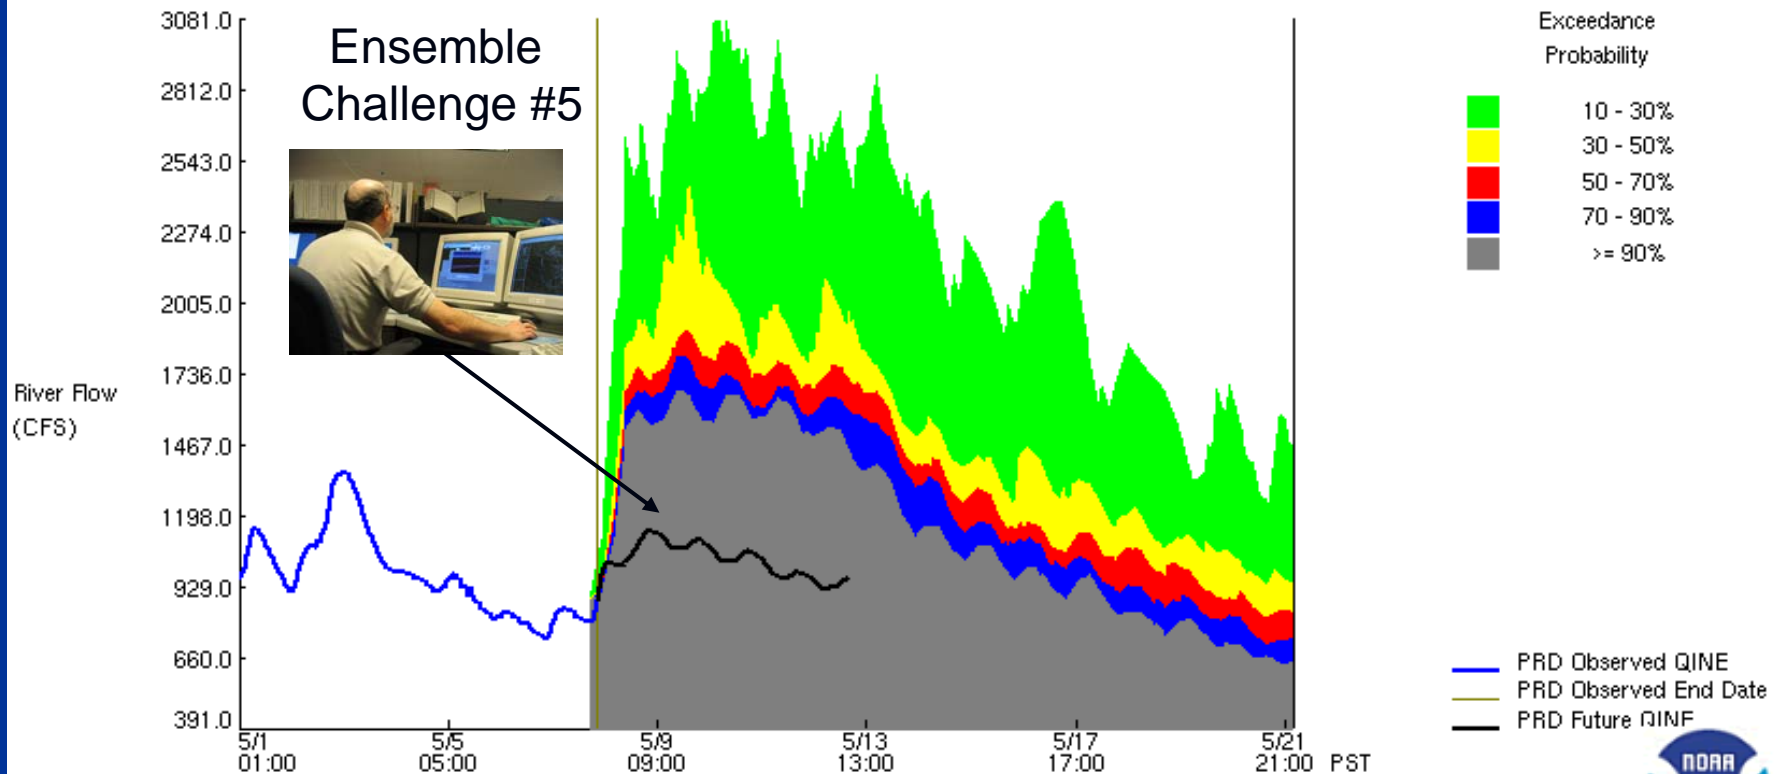 Ensemble
Challenge #5
3081.0
2812.0
2543.0
2274.0
2005.0
1736.0
1467.0
1198.0
929.0
660.0
391.0
River Flow
(CFS)
5/1
01:00
5/5
05:00
5/9
09:00
5/13
13:00
5/17
17:00
5/21
21:00 PST
Exceedance
Probability
10 - 30%
30 - 50%
50 - 70%
70 - 90%
>= 90%
PRD Observed QINE
PRD Observed End Date
PRD Future QINE
NOAA